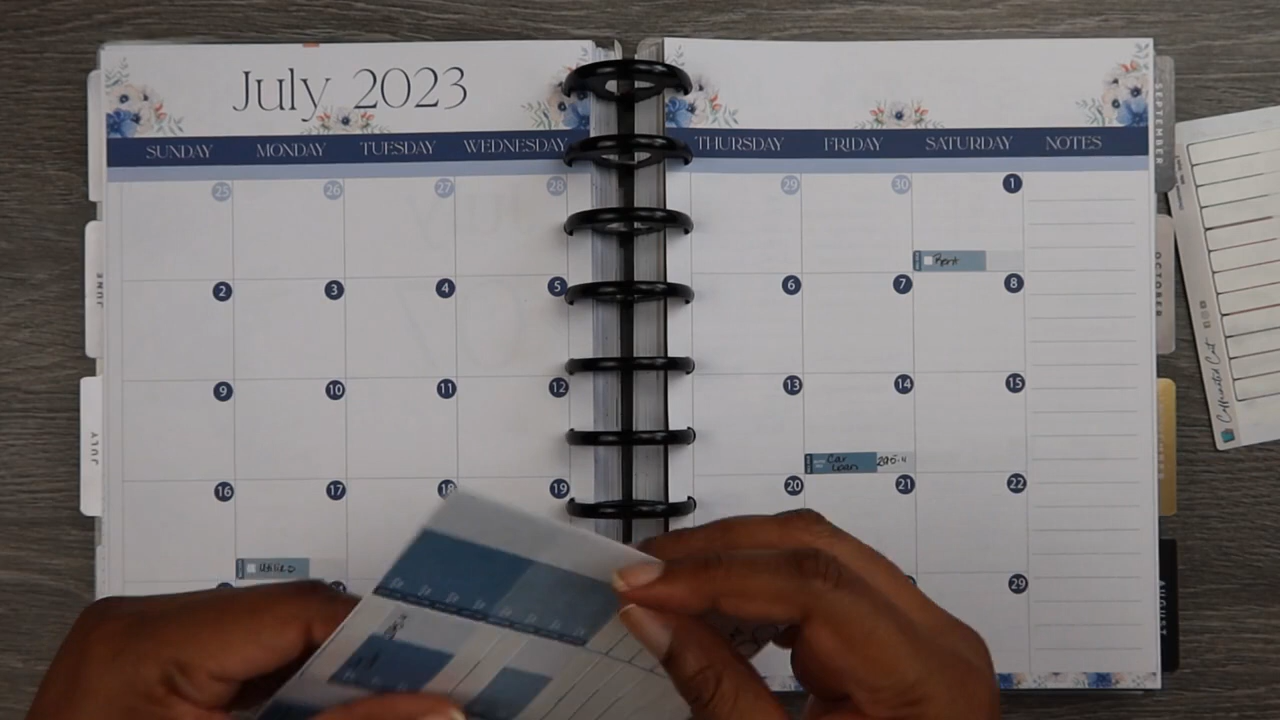 July 2023
SUNDAY MONDAY TUESDAY WEDNESDAY THURSDAY FRIDAY SATURDAY NOTES
25 26 27 28 29 30 1
Rent
2 3 4 5 6 7 8
9 10 11 12 13 14 15
Car
Loan
16 17 18 19 20 21 22
29
JUNE
JULY
SEPTEMBER
OCTOBER
AUGUST
Caffeinated Cat